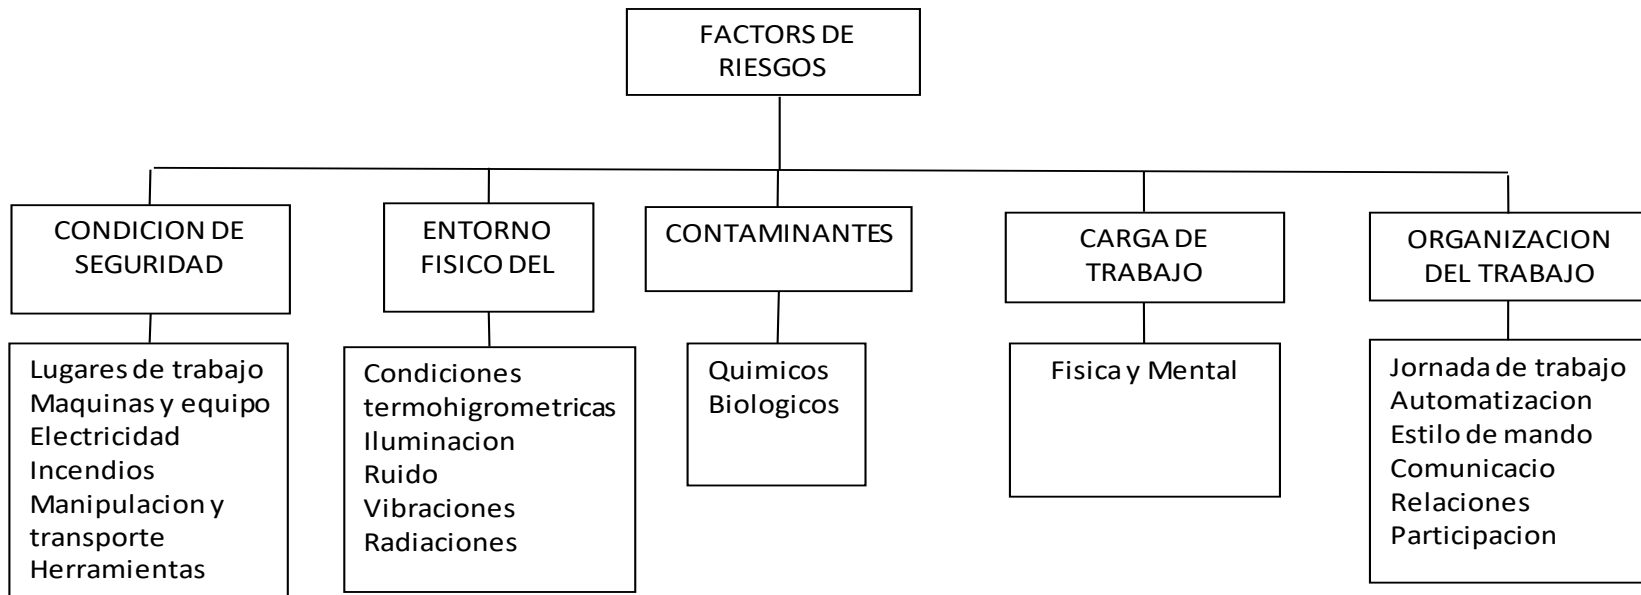 FACTORS DE
RIESGOS
CONDICION DE
SEGURIDAD
ENTORNO
FISICO DEL
CONTAMINANTES
CARGA DE
TRABAJO
ORGANIZACION
DEL TRABAJO
Lugares de trabajo
Maquinas y equipo
Electricidad
Incendios
Manipulacion y
transporte
Herramientas
Condiciones
termohigrometricas
Iluminacion
Ruido
Vibraciones
Radiaciones
Quimicos
Biologicos
Fisica y Mental
Jornada de trabajo
Automatizacion
Estilo de mando
Comunicacio
Relaciones
Participacion